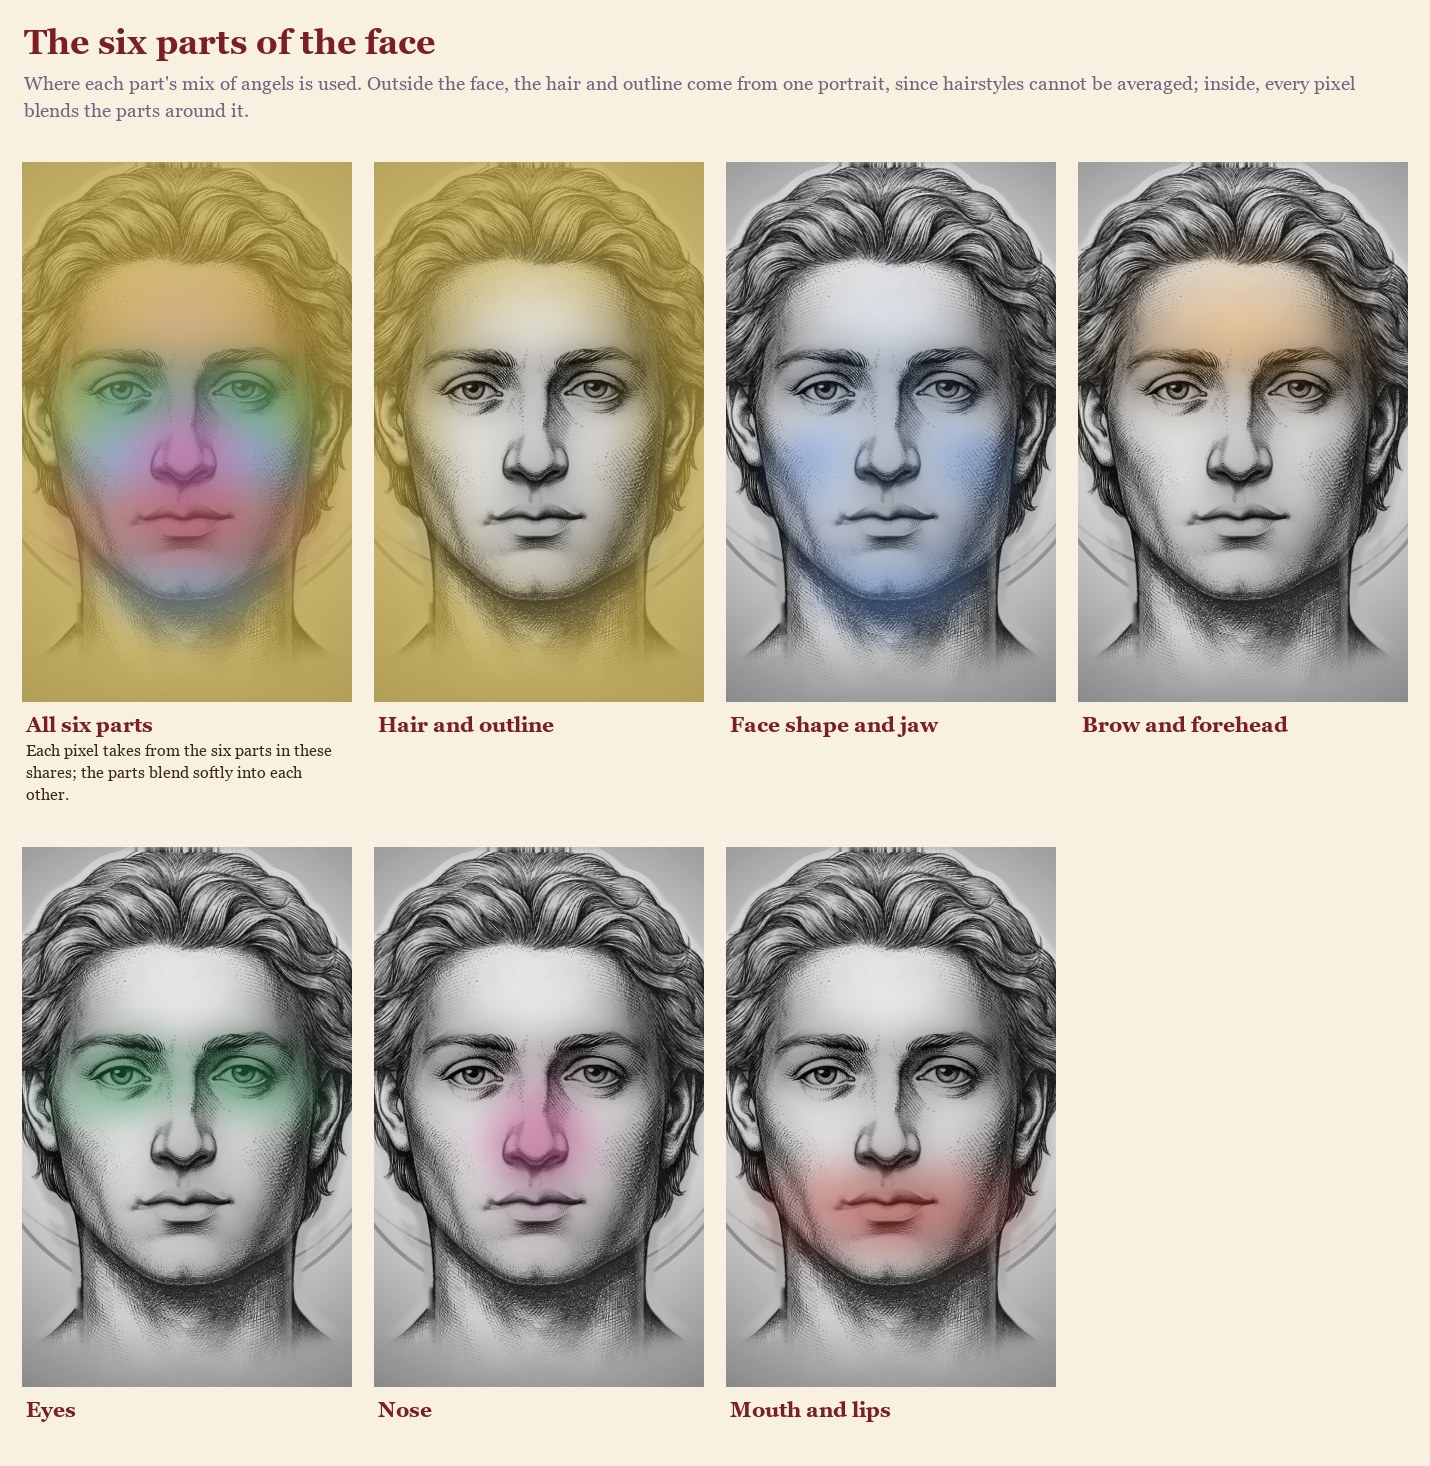 The six parts of the face
Where each part's mix of angels is used. Outside the face, the hair and outline come from one portrait, since hairstyles cannot be averaged; inside, every pixel
blends the parts around it.
All six parts
Each pixel takes from the six parts in these
shares; the parts blend softly into each
other.
Hair and outline
Face shape and jaw
Brow and forehead
Eyes
Nose
Mouth and lips